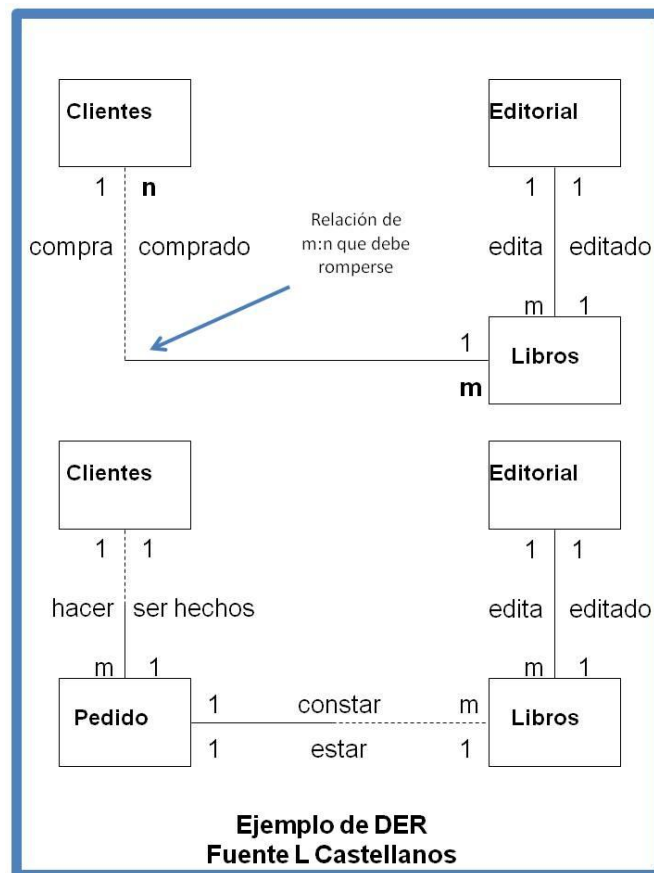 Clientes Editorial
1 n 1 1
Relación de
m:n que debe
romperse
compra comprado edita editado
m 1
1 Libros
m
Clientes Editorial
1 1 1 1
hacer ser hechos edita editado
m 1 m 1
Pedido 1 constar m Libros
1 estar 1
Ejemplo de DER
Fuente L Castellanos